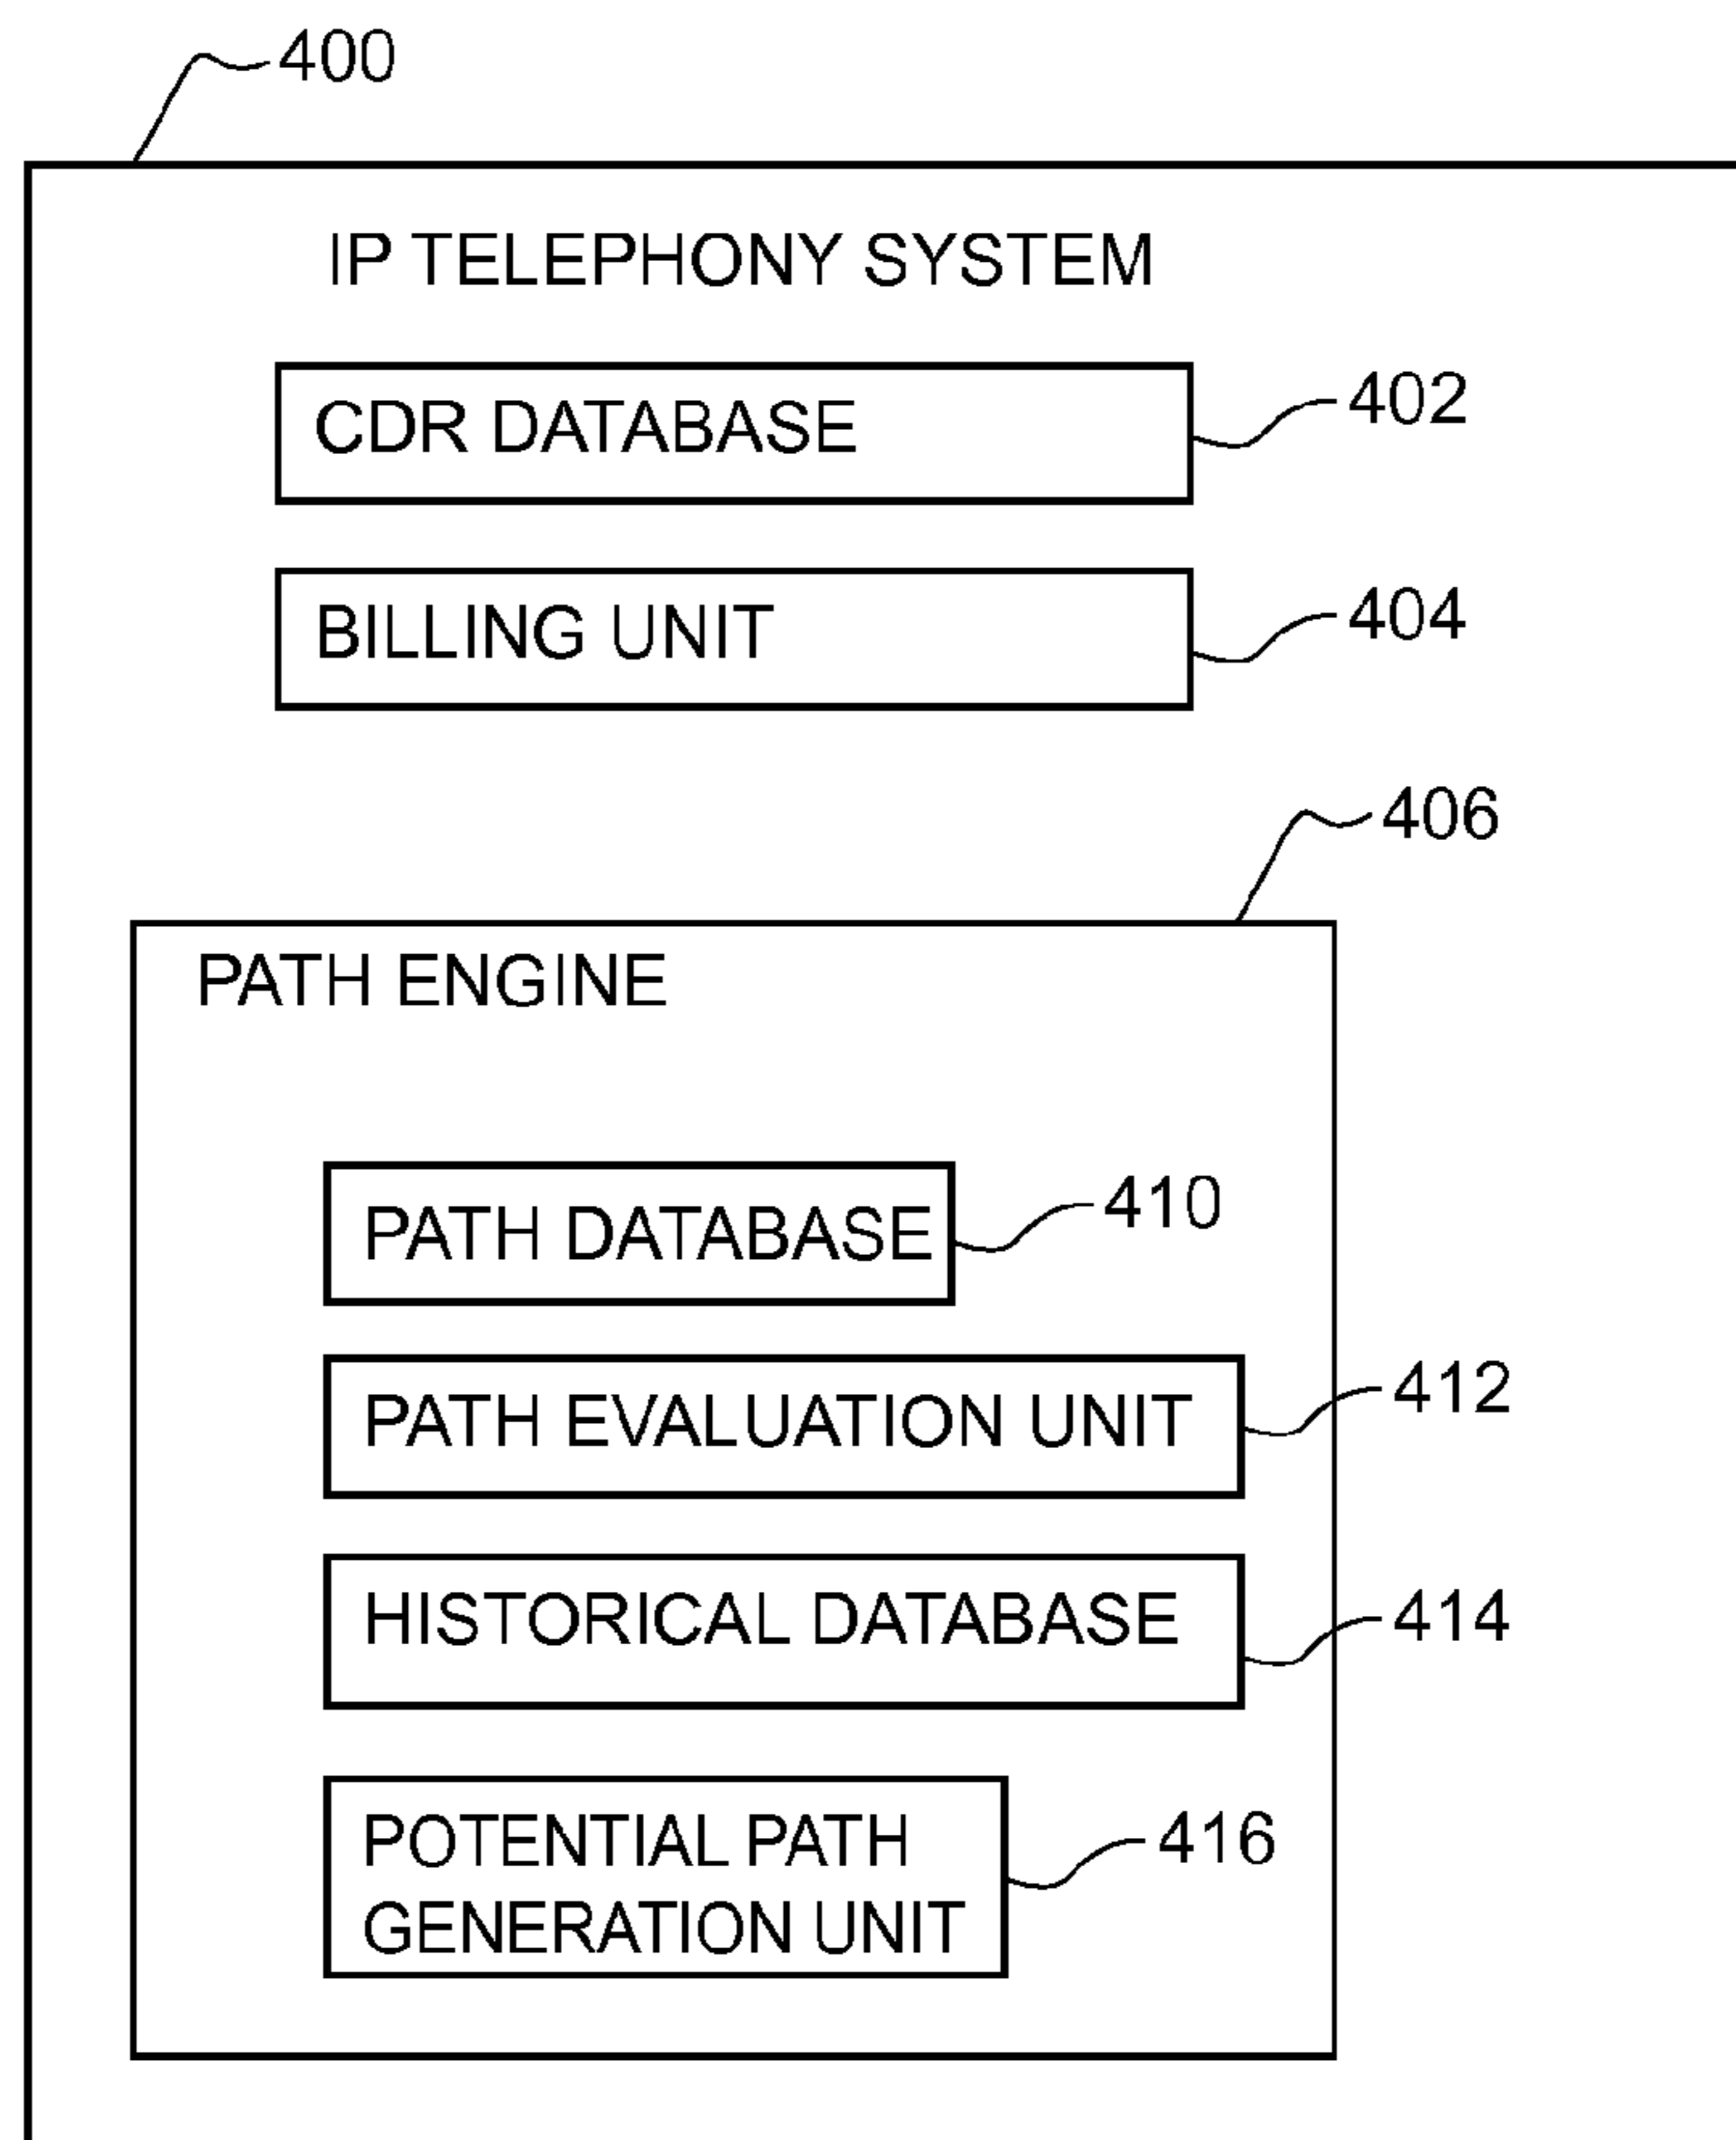 400
IP TELEPHONY SYSTEM
CDR DATABASE
402
BILLING UNIT
404
406
PATH ENGINE
PATH DATABASE
410
PATH EVALUATION UNIT
412
HISTORICAL DATABASE
414
POTENTIAL PATH
GENERATION UNIT
416